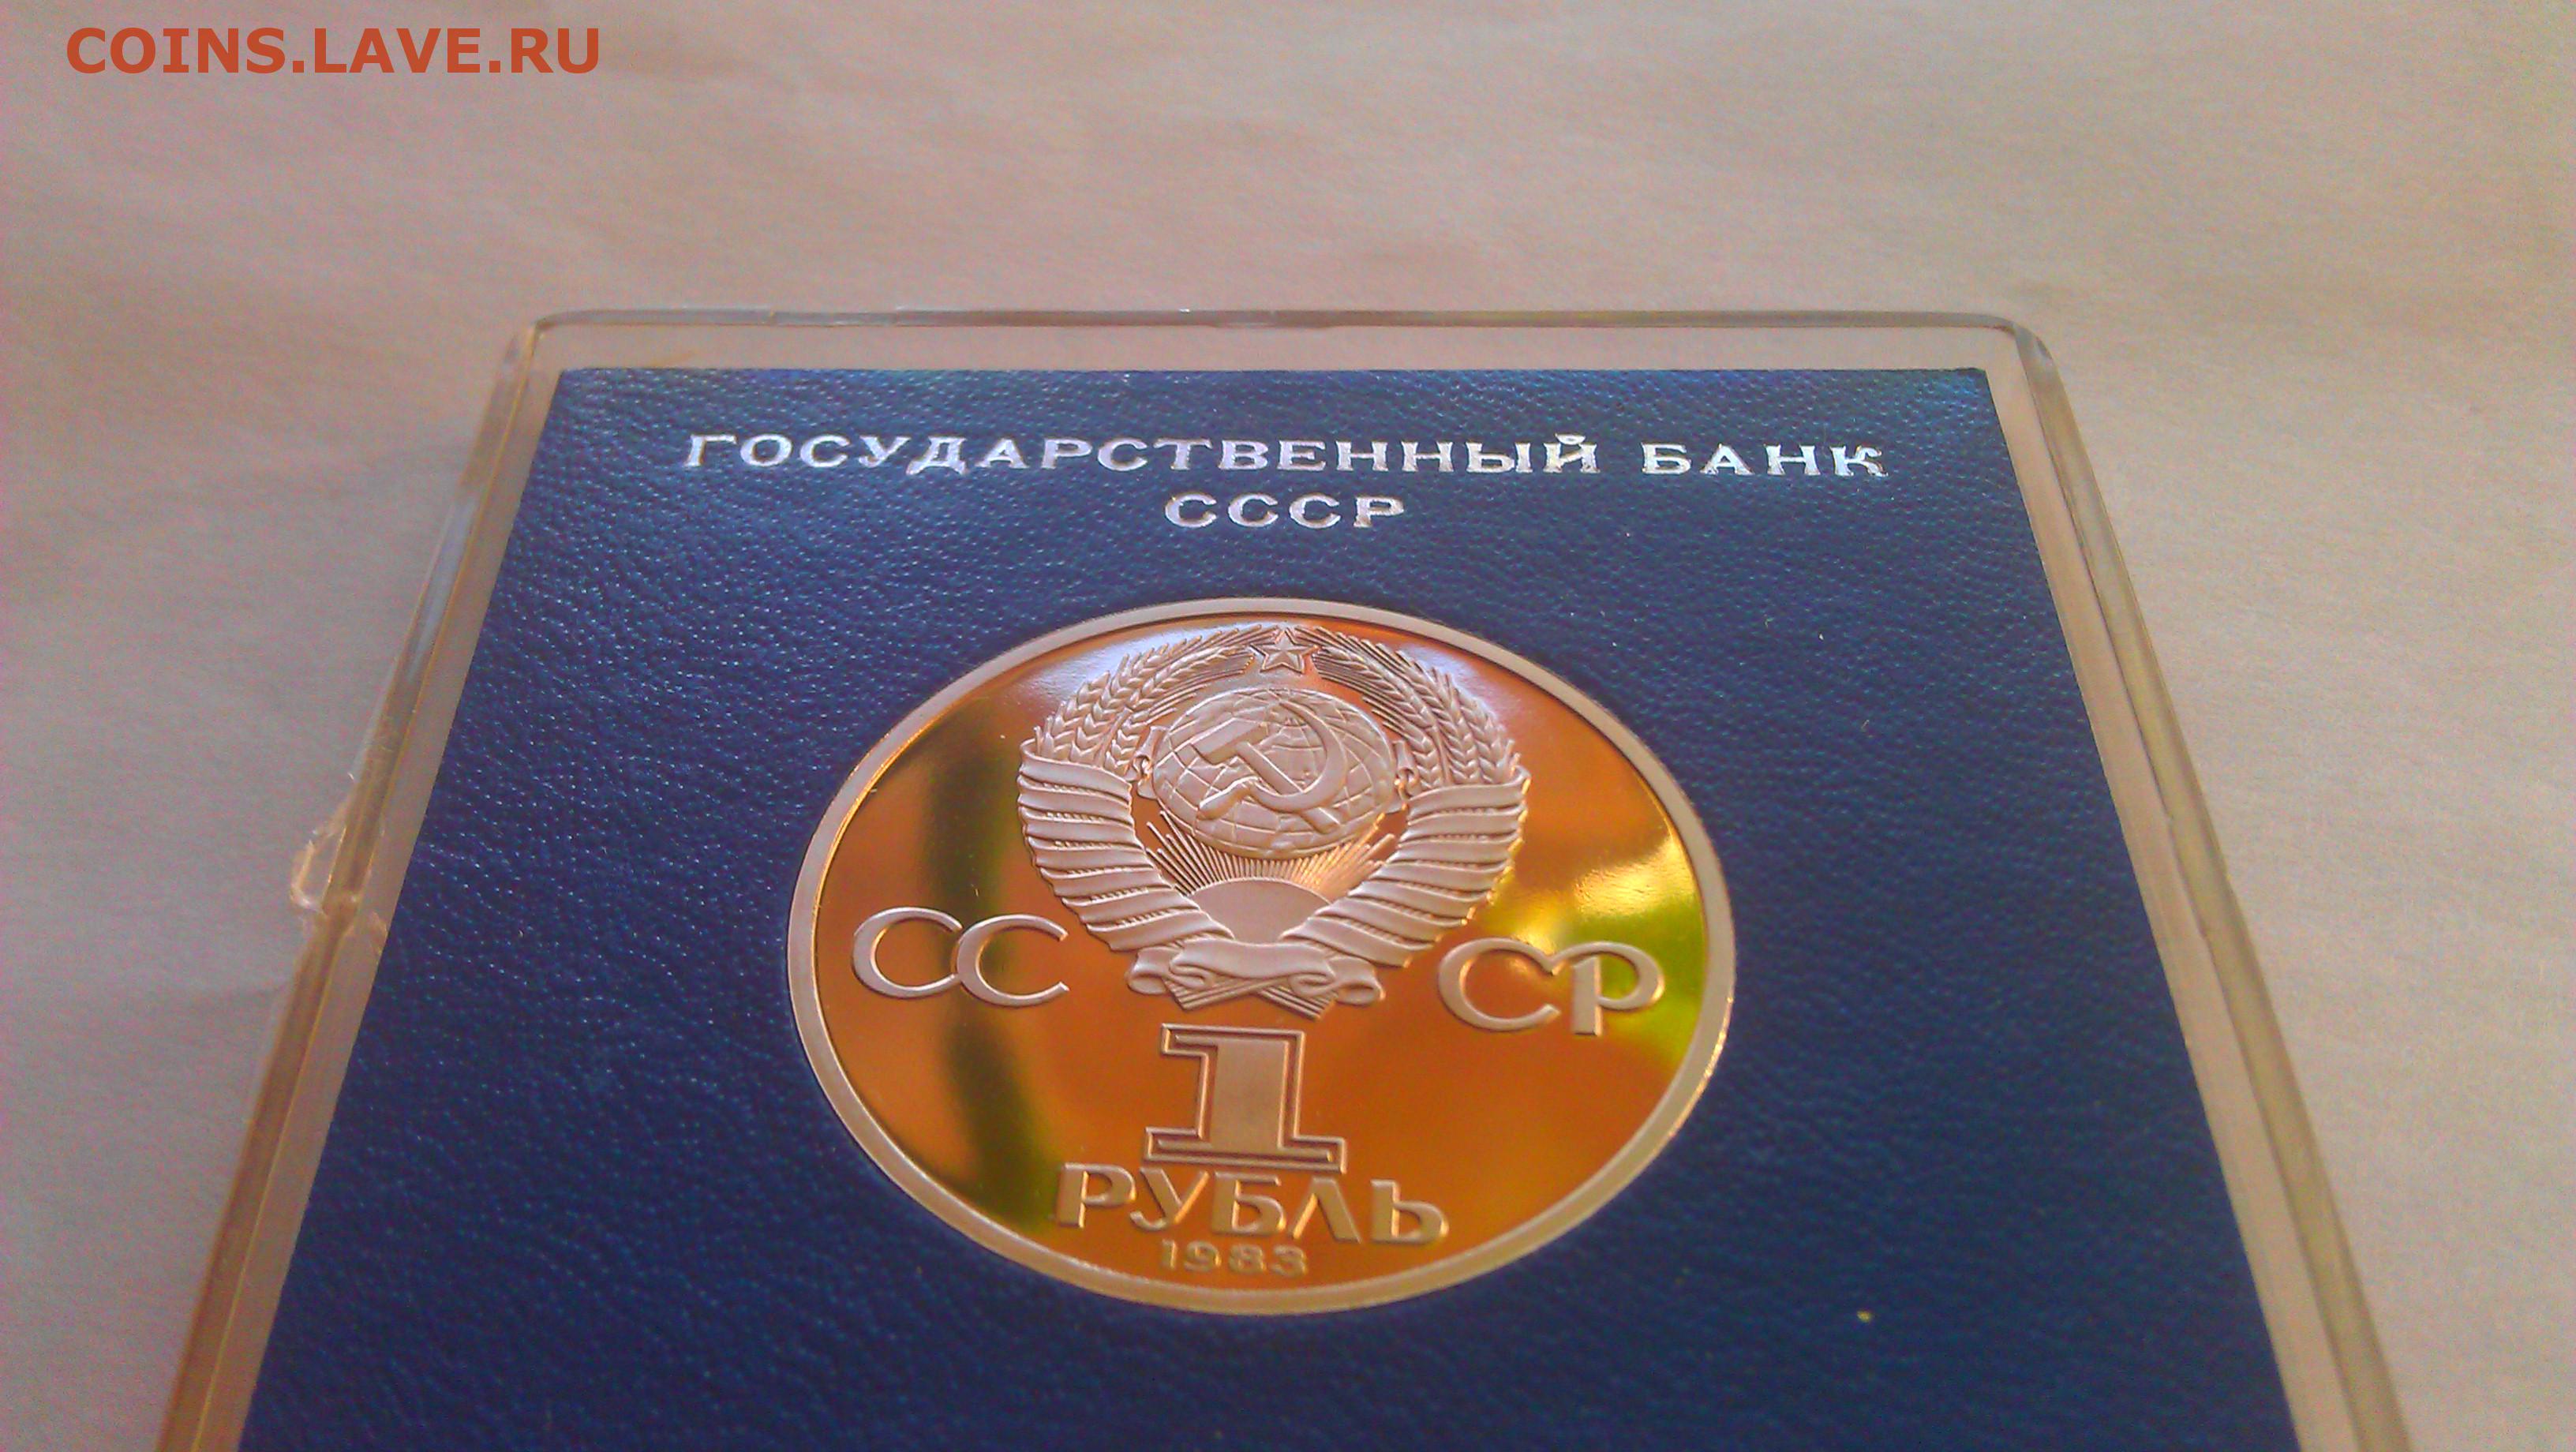 COINS.LAVE.RU
ГОСУДАРСТВЕННЫЙ БАНК
СССР
СС СР
1
РУБЛЬ
1983